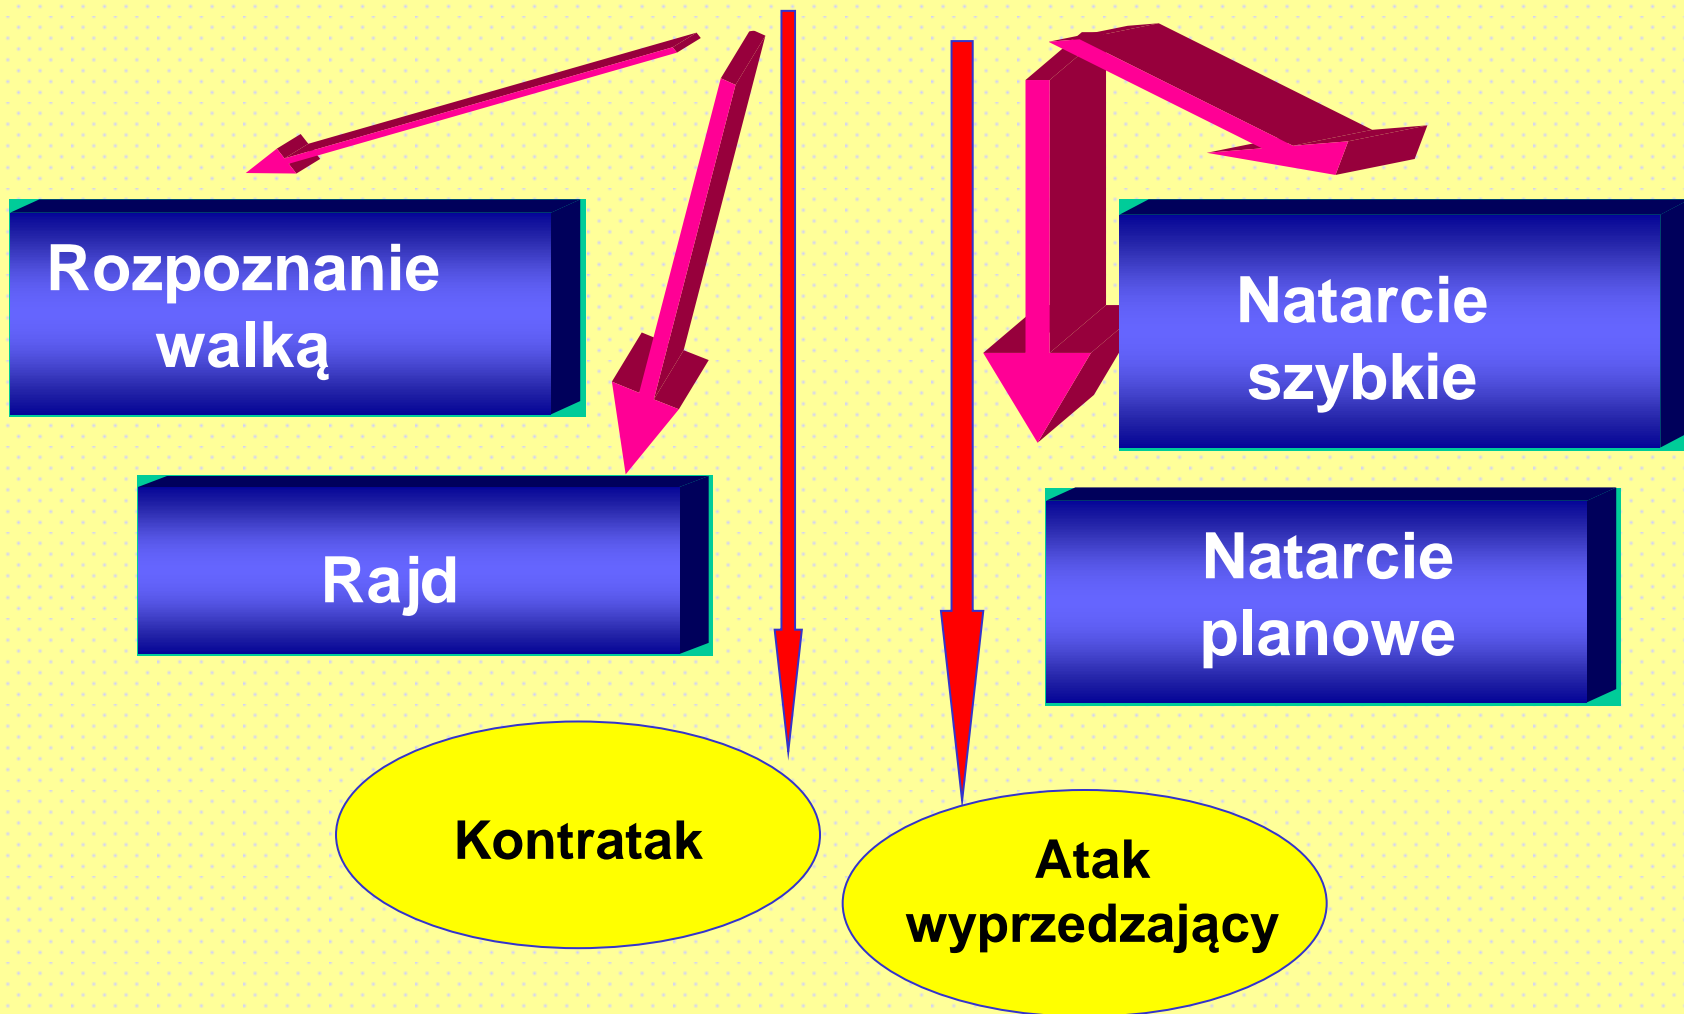 Rozpoznanie
walką
Natarcie
szybkie
Rajd
Natarcie
planowe
Kontratak
Atak
wyprzedzający